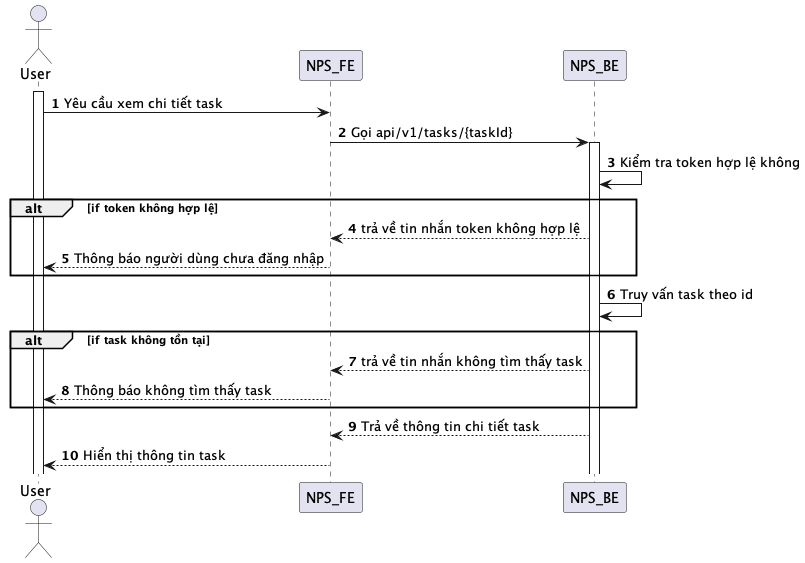 User
NPS_FE
NPS_BE
1 Yêu cầu xem chi tiết task
2 Gọi api/v1/tasks/{taskId}
3 Kiểm tra token hợp lệ không
alt [if token không hợp lệ]
4 trả về tin nhắn token không hợp lệ
5 Thông báo người dùng chưa đăng nhập
6 Truy vấn task theo id
alt [if task không tồn tại]
7 trả về tin nhắn không tìm thấy task
8 Thông báo không tìm thấy task
9 Trả về thông tin chi tiết task
10 Hiển thị thông tin task
User
NPS_FE
NPS_BE